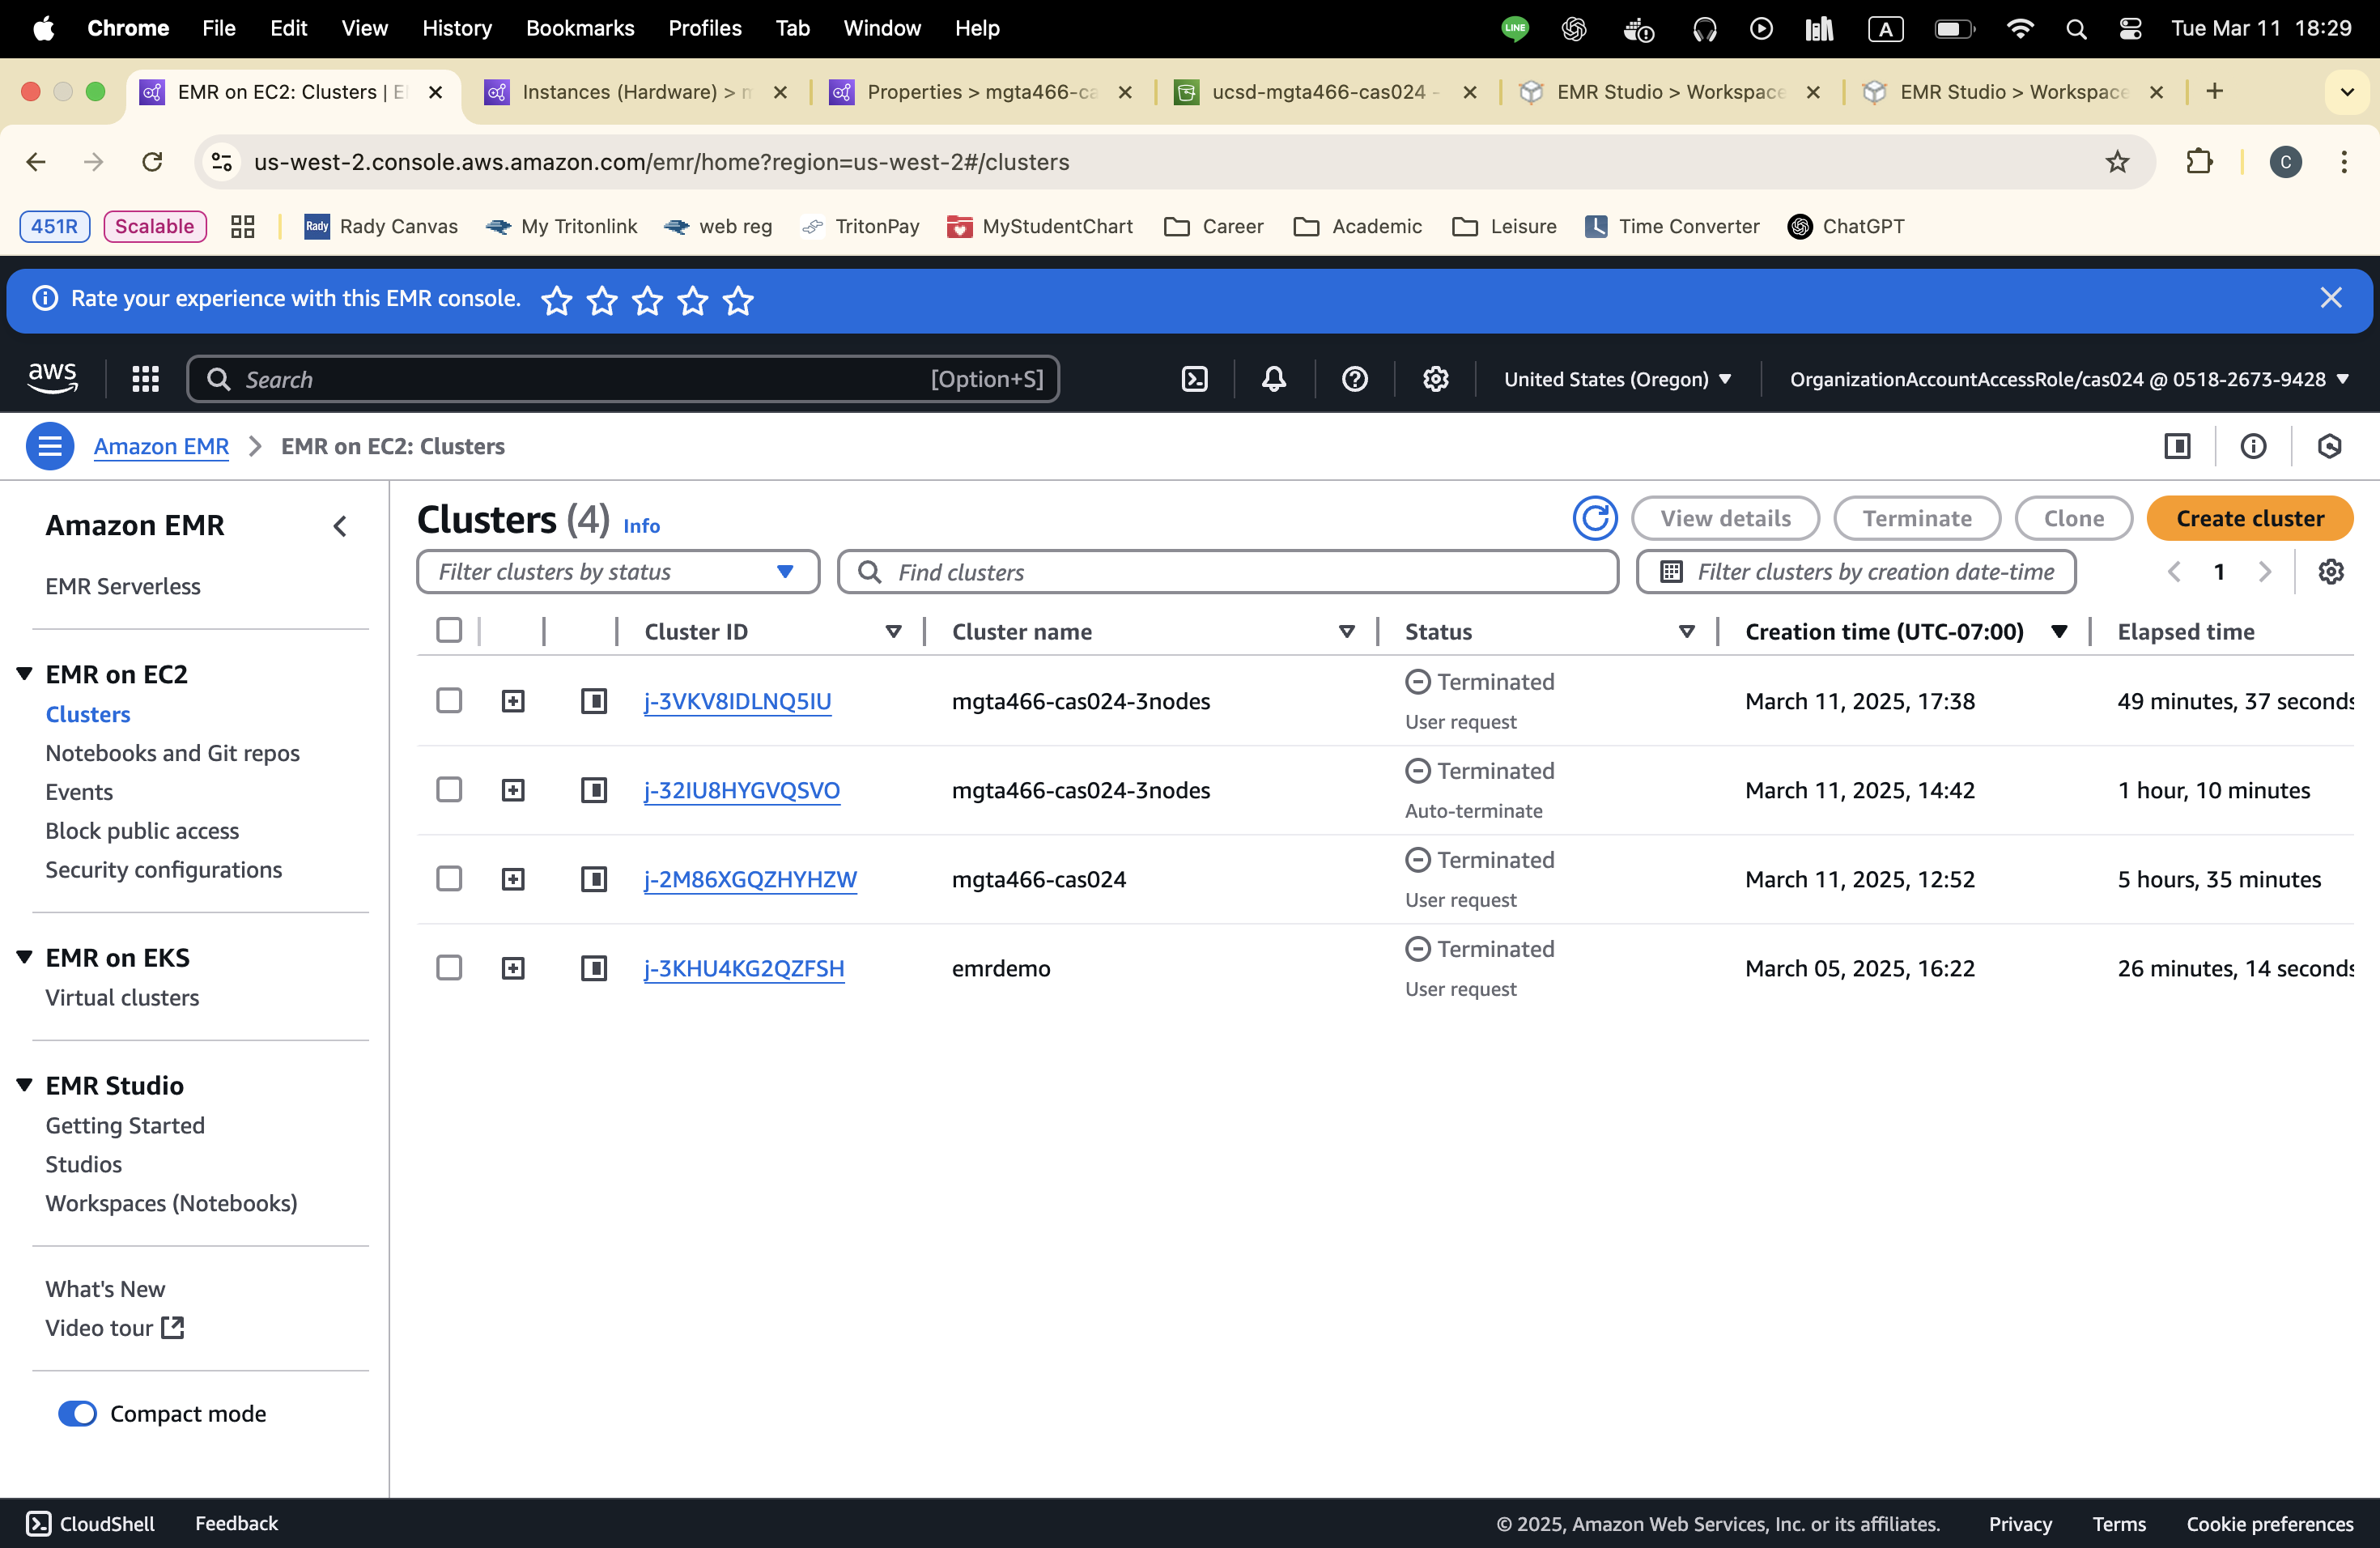 Chrome File Edit View History Bookmarks Profiles Tab Window Help
LINE A Tue Mar 11 18:29
EMR on EC2: Clusters | E Instances (Hardware) > m Properties > mgta466-ca ucsd-mgta466-cas024 - EMR Studio > Workspace EMR Studio > Workspace
us-west-2.console.aws.amazon.com/emr/home?region=us-west-2#/clusters C
451R Scalable Rady Rady Canvas My Tritonlink web reg TritonPay MyStudentChart Career Academic Leisure Time Converter ChatGPT
Rate your experience with this EMR console.
aws Search [Option+S] United States (Oregon) OrganizationAccountAccessRole/cas024 @ 0518-2673-9428
Amazon EMR EMR on EC2: Clusters
Amazon EMR
EMR Serverless
EMR on EC2
Clusters
Notebooks and Git repos
Events
Block public access
Security configurations
EMR on EKS
Virtual clusters
EMR Studio
Getting Started
Studios
Workspaces (Notebooks)
What's New
Video tour
Compact mode
Clusters (4) Info View details Terminate Clone Create cluster
Filter clusters by status Find clusters Filter clusters by creation date-time 1
Cluster ID Cluster name Status Creation time (UTC-07:00) Elapsed time
j-3VKV8IDLNQ5IU mgta466-cas024-3nodes Terminated User request March 11, 2025, 17:38 49 minutes, 37 seconds
j-32IU8HYGVQSVO mgta466-cas024-3nodes Terminated Auto-terminate March 11, 2025, 14:42 1 hour, 10 minutes
j-2M86XGQZHYHZW mgta466-cas024 Terminated User request March 11, 2025, 12:52 5 hours, 35 minutes
j-3KHU4KG2QZFSH emrdemo Terminated User request March 05, 2025, 16:22 26 minutes, 14 seconds
CloudShell Feedback © 2025, Amazon Web Services, Inc. or its affiliates. Privacy Terms Cookie preferences